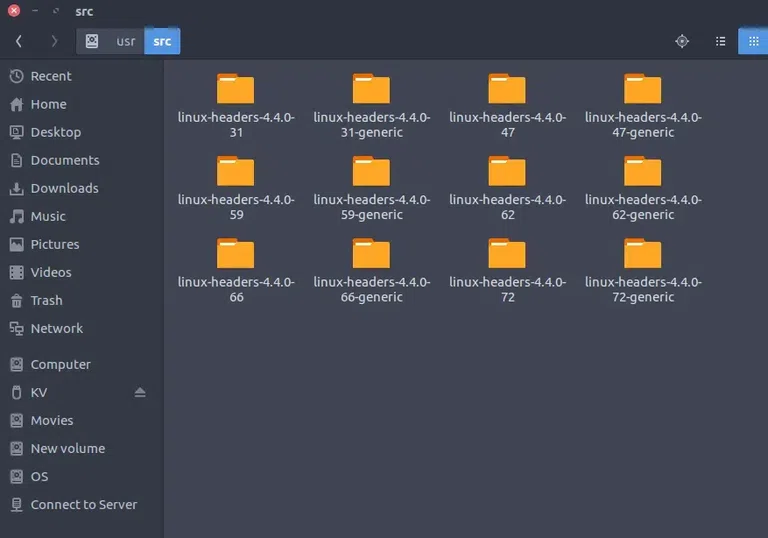 src
usr
src
Recent
Home
Desktop
Documents
Downloads
Music
Pictures
Videos
Trash
Network
Computer
KV
Movies
New volume
OS
Connect to Server
linux-headers-4.4.0-
31
linux-headers-4.4.0-
31-generic
linux-headers-4.4.0-
47
linux-headers-4.4.0-
47-generic
linux-headers-4.4.0-
59
linux-headers-4.4.0-
59-generic
linux-headers-4.4.0-
62
linux-headers-4.4.0-
62-generic
linux-headers-4.4.0-
66
linux-headers-4.4.0-
66-generic
linux-headers-4.4.0-
72
linux-headers-4.4.0-
72-generic